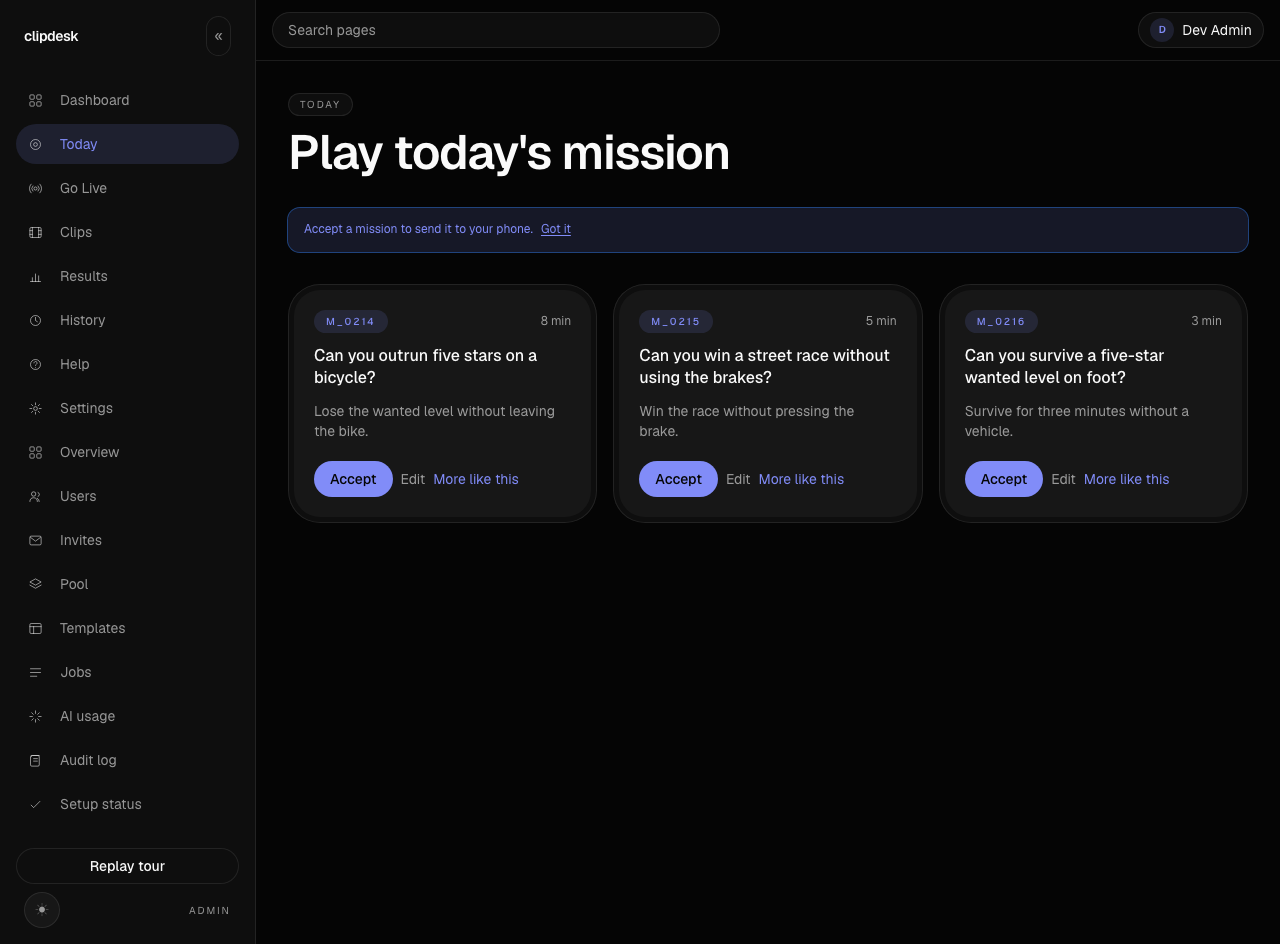 clipdesk
«
Dashboard
Today
Go Live
Clips
Results
History
Help
Settings
Overview
Users
Invites
Pool
Templates
Jobs
AI usage
Audit log
Setup status
Replay tour
ADMIN
Search pages
D Dev Admin
TODAY
Play today's mission
Accept a mission to send it to your phone. Got it
M_0214 8 min
Can you outrun five stars on a
bicycle?
Lose the wanted level without leaving
the bike.
Accept Edit More like this
M_0215 5 min
Can you win a street race without
using the brakes?
Win the race without pressing the
brake.
Accept Edit More like this
M_0216 3 min
Can you survive a five-star
wanted level on foot?
Survive for three minutes without a
vehicle.
Accept Edit More like this